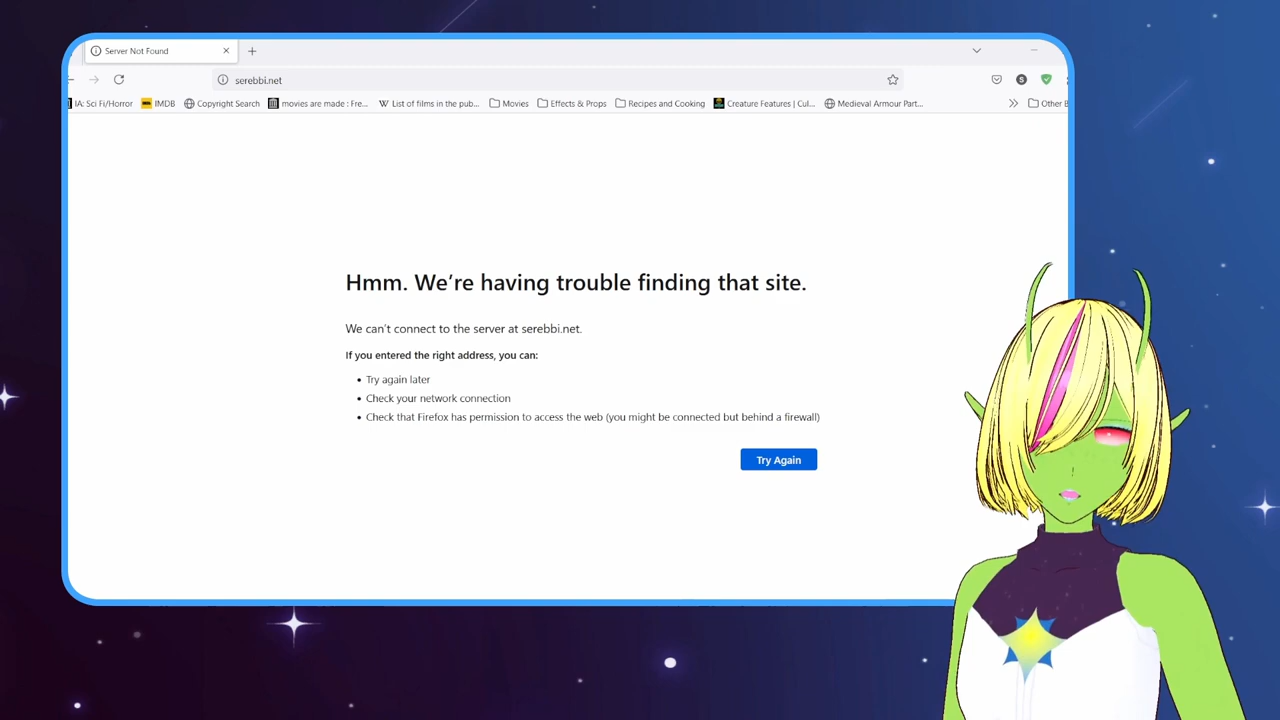 Server Not Found
serebbi.net
IA: Sci Fi/Horror IMDB Copyright Search movies are made : Fre... List of films in the pub... Movies Effects & Props Recipes and Cooking Creature Features | Cul... Medieval Armour Part... Other B
Hmm. We're having trouble finding that site.
We can't connect to the server at serebbi.net.
If you entered the right address, you can:
Try again later
Check your network connection
Check that Firefox has permission to access the web (you might be connected but behind a firewall)
Try Again